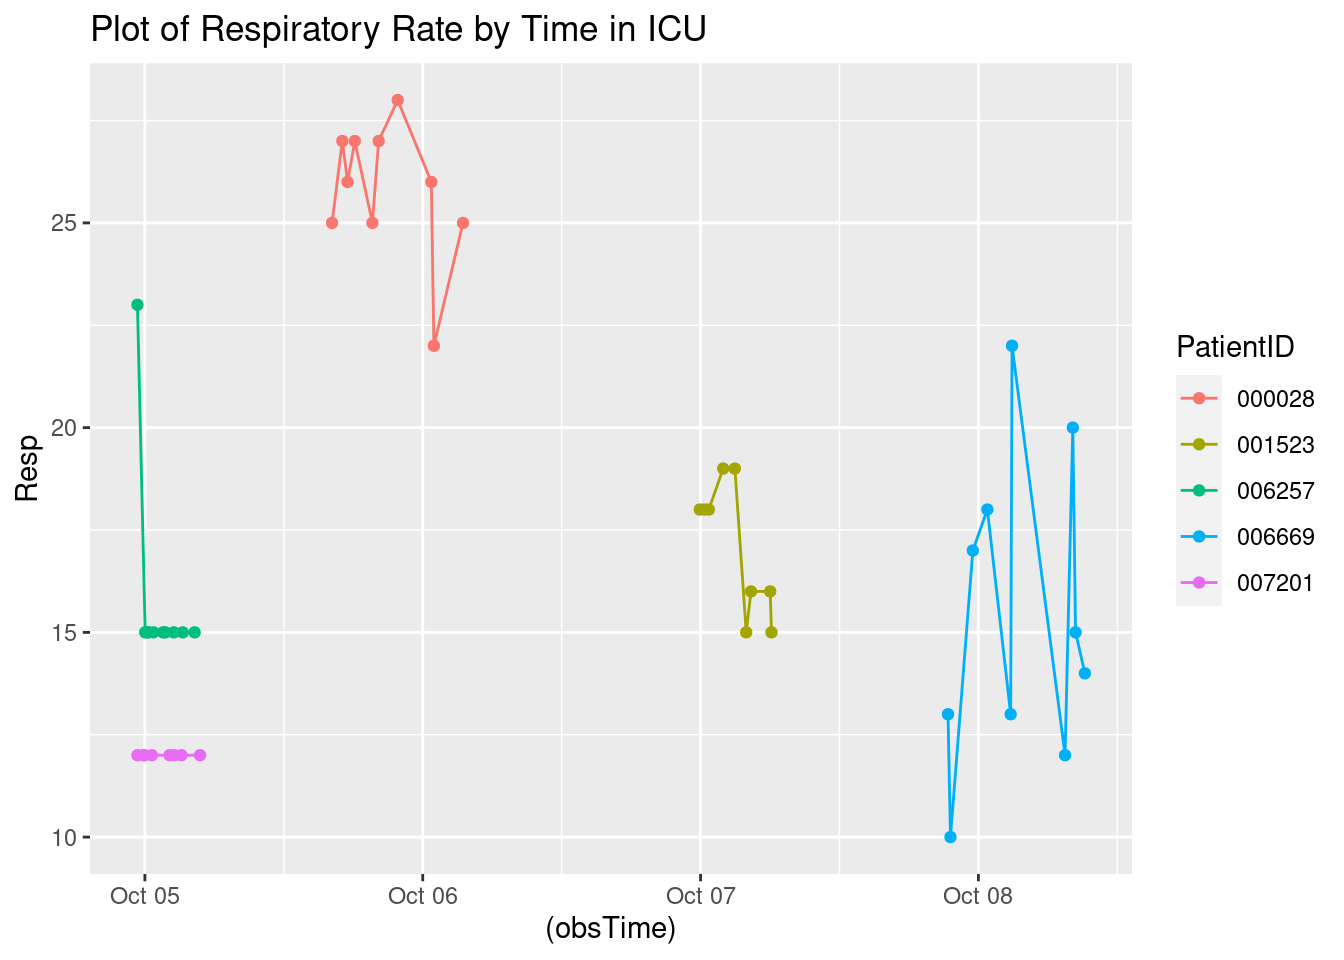 Plot of Respiratory Rate by Time in ICU
Resp
25
20
15
10
Oct 05
Oct 06
Oct 07
Oct 08
(obsTime)
PatientID
000028
001523
006257
006669
007201